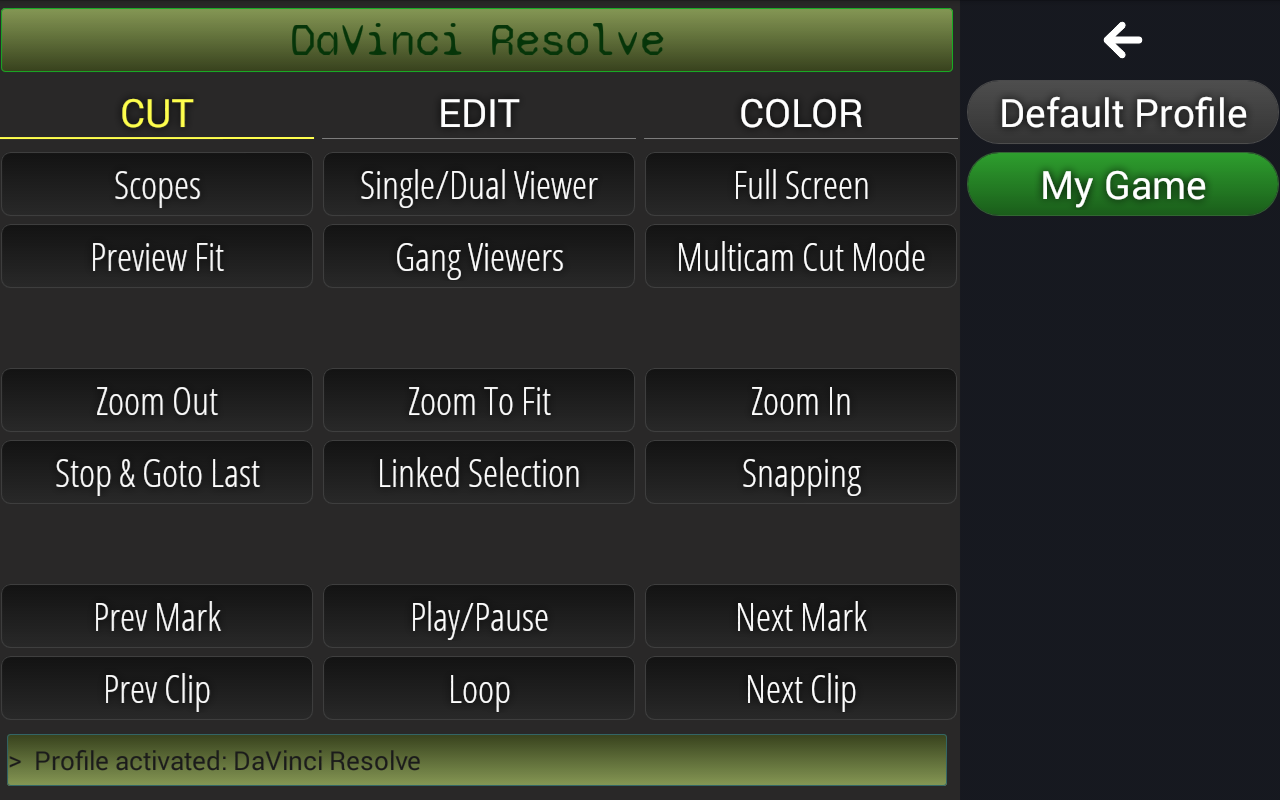 DaVinci Resolve
CUT EDIT COLOR
Scopes Single/Dual Viewer Full Screen
Preview Fit Gang Viewers Multicam Cut Mode
Zoom Out Zoom To Fit Zoom In
Stop & Goto Last Linked Selection Snapping
Prev Mark Play/Pause Next Mark
Prev Clip Loop Next Clip
> Profile activated: DaVinci Resolve
Default Profile
My Game